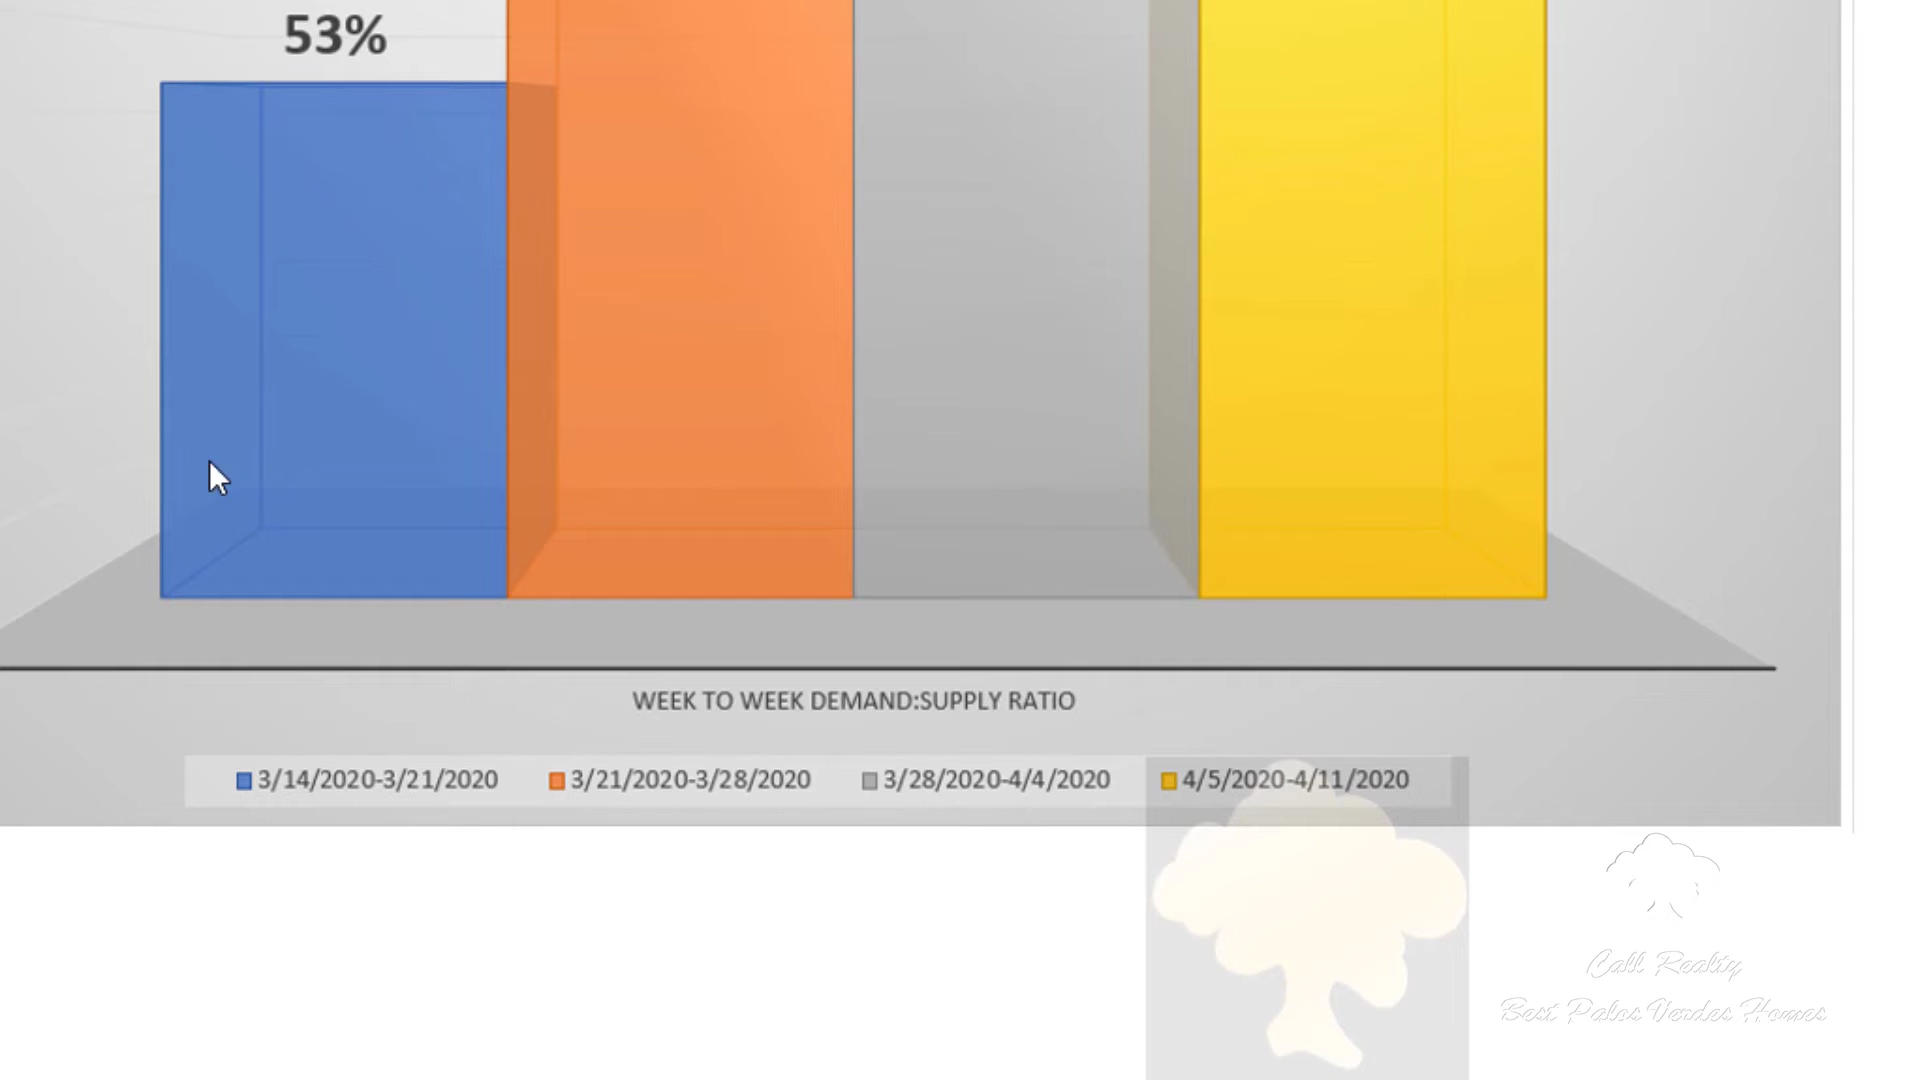 53%
WEEK TO WEEK DEMAND:SUPPLY RATIO
3/14/2020-3/21/2020 3/21/2020-3/28/2020 3/28/2020-4/4/2020 4/5/2020-4/11/2020
Call Realty
Best Palos Verdes Homes